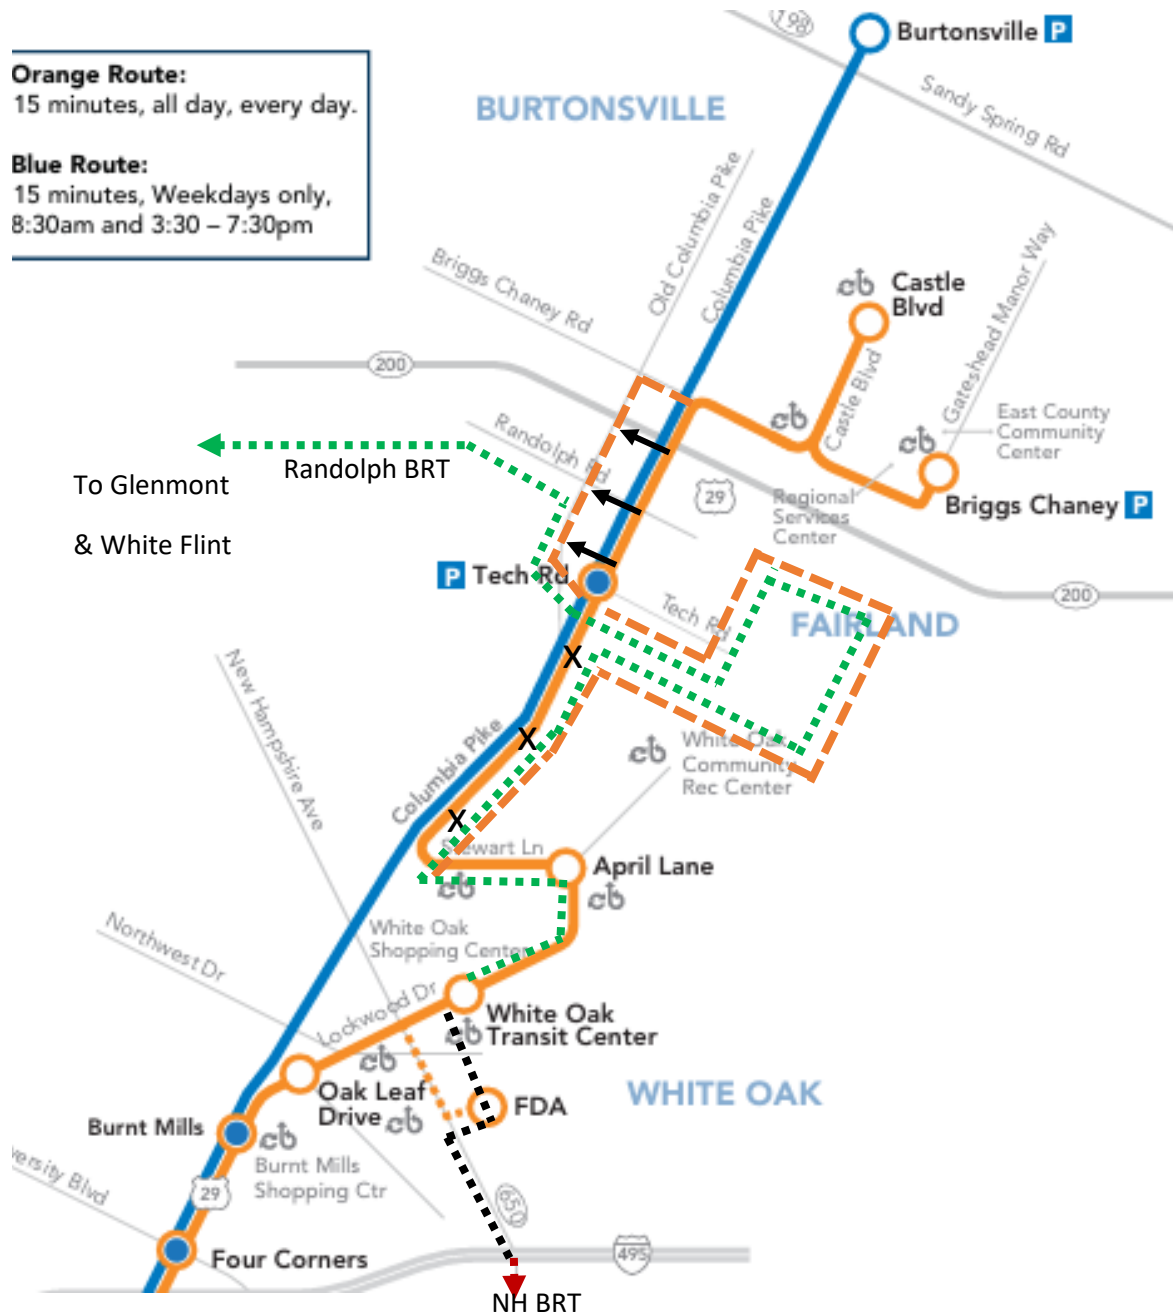 198
Burtonsville P
Orange Route:
15 minutes, all day, every day.
Blue Route:
15 minutes, Weekdays only,
8:30am and 3:30 – 7:30pm
BURTONSVILLE
Sandy Spring Rd
Old Columbia Pike
Columbia Pike
Briggs Chaney Rd
Gateshead Manor Way
Castle
Blvd
Castle Blvd
200
Randolph Rd
East County
Community
Center
Randolph BRT
To Glenmont
& White Flint
29
Regional
Services
Center
Briggs Chaney P
P Tech Rd
Tech Rd
200
FAIRLAND
New Hampshire Ave
X
X
X
Columbia Pike
White Oak
Community
Rec Center
Stewart Ln
April Lane
White Oak
Shopping Center
Northwest Dr
Lockwood Dr
White Oak
Transit Center
Oak Leaf
Drive
FDA
WHITE OAK
Burnt Mills
Burnt Mills
Shopping Ctr
versity Blvd
29
650
Four Corners
495
NH BRT